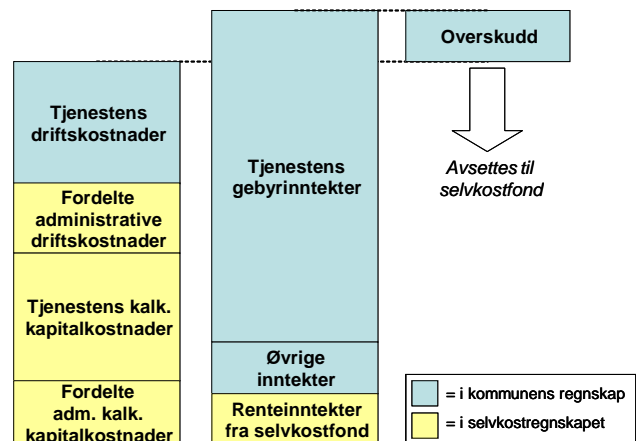 Tjenestens
driftskostnader
Fordelte
administrative
driftskostnader
Tjenestens kalk.
kapitalkostnader
Fordelte
adm. kalk.
kapitalkostnader
Tjenestens
gebyrinntekter
Øvrige
inntekter
Renteinntekter
fra selvkostfond
Overskudd
Avsettes til
selvkostfond
= i kommunens regnskap
= i selvkostregnskapet